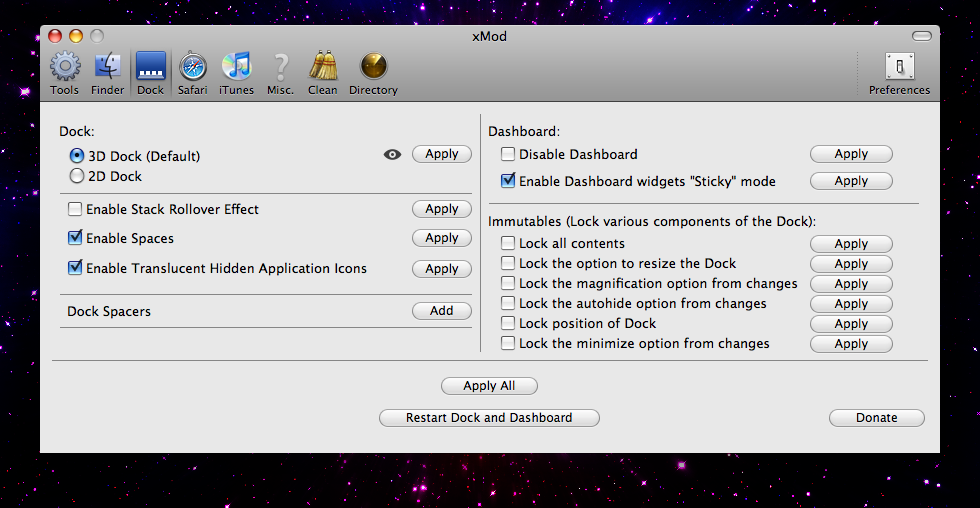 xMod
Tools Finder Dock Safari iTunes Misc. Clean Directory Preferences
Dock:
3D Dock (Default) Apply
2D Dock
Enable Stack Rollover Effect Apply
Enable Spaces Apply
Enable Translucent Hidden Application Icons Apply
Dock Spacers Add
Dashboard:
Disable Dashboard Apply
Enable Dashboard widgets "Sticky" mode Apply
Immutables (Lock various components of the Dock):
Lock all contents Apply
Lock the option to resize the Dock Apply
Lock the magnification option from changes Apply
Lock the autohide option from changes Apply
Lock position of Dock Apply
Lock the minimize option from changes Apply
Apply All
Restart Dock and Dashboard Donate